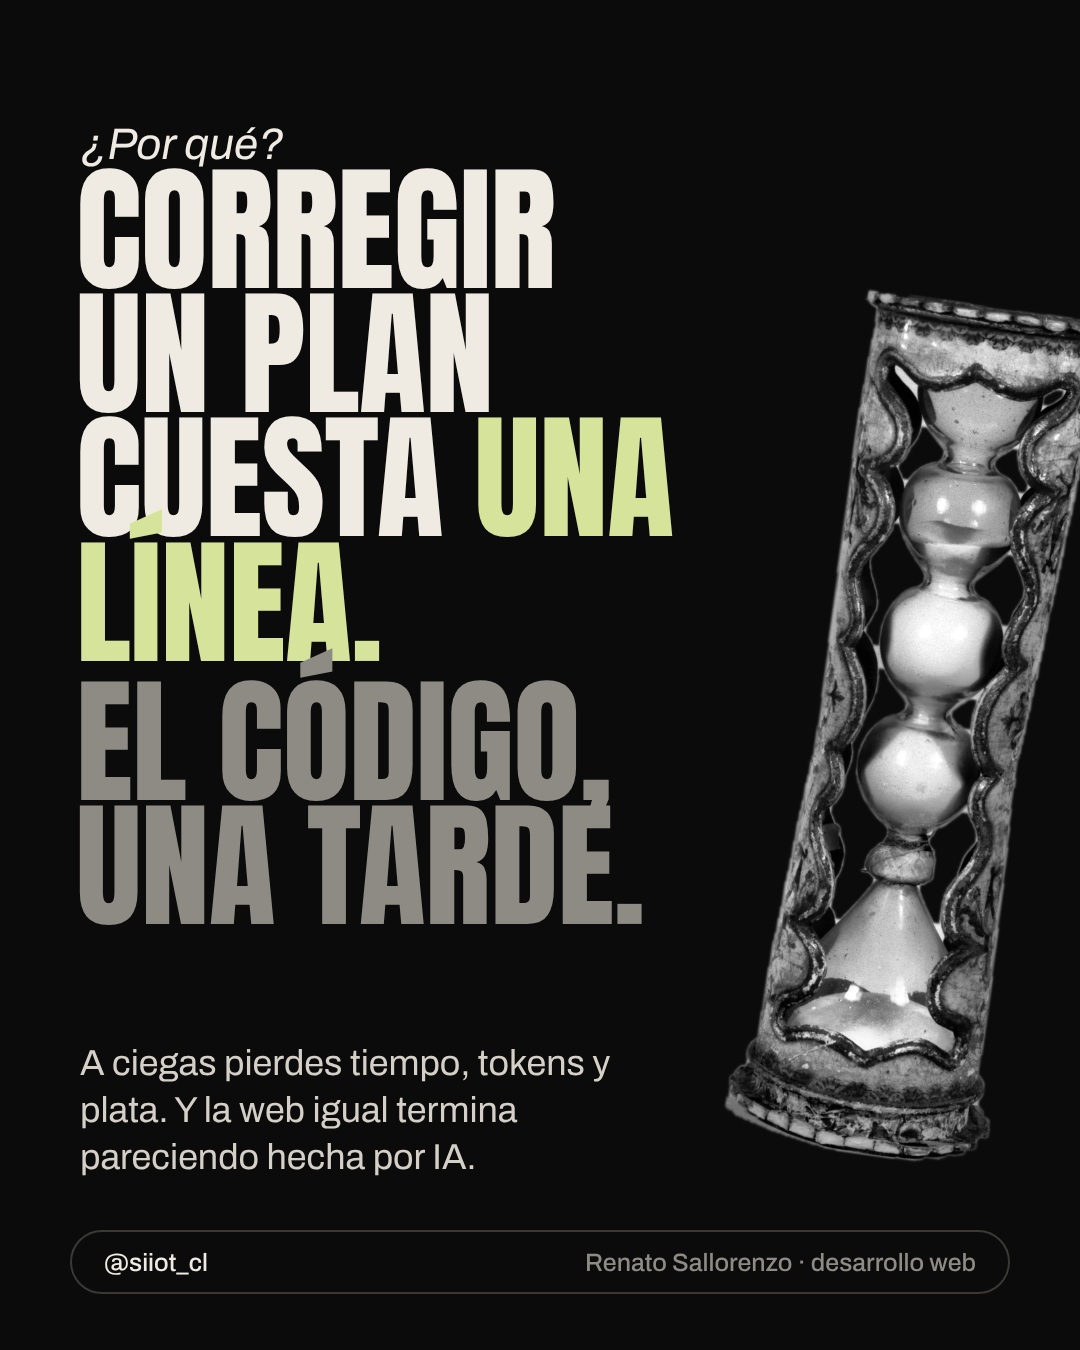 ¿Por qué?
CORREGIR
UN PLAN
CUESTA UNA
LÍNEA.
EL CÓDIGO,
UNA TARDE.
A ciegas pierdes tiempo, tokens y
plata. Y la web igual termina
pareciendo hecha por IA.
@siiot_cl
Renato Sallorenzo · desarrollo web